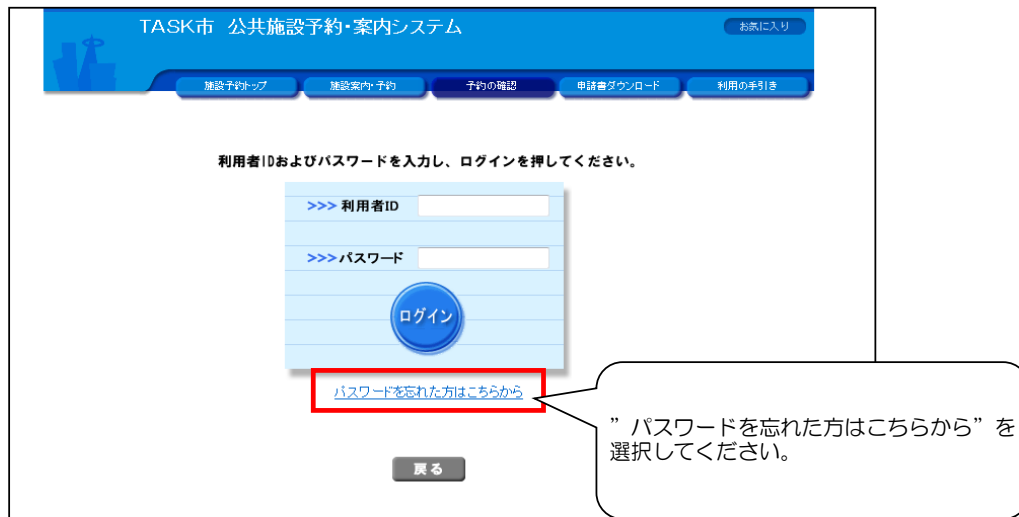 TASK市 公共施設予約・案内システム
お気に入り
施設予約トップ
施設案内・予約
予約の確認
申請書ダウンロード
利用の手引き
利用者IDおよびパスワードを入力し、ログインを押してください。
>>> 利用者ID
>>>パスワード
ログイン
パスワードを忘れた方はこちらから
”パスワードを忘れた方はこちらから”を
選択してください。
戻る